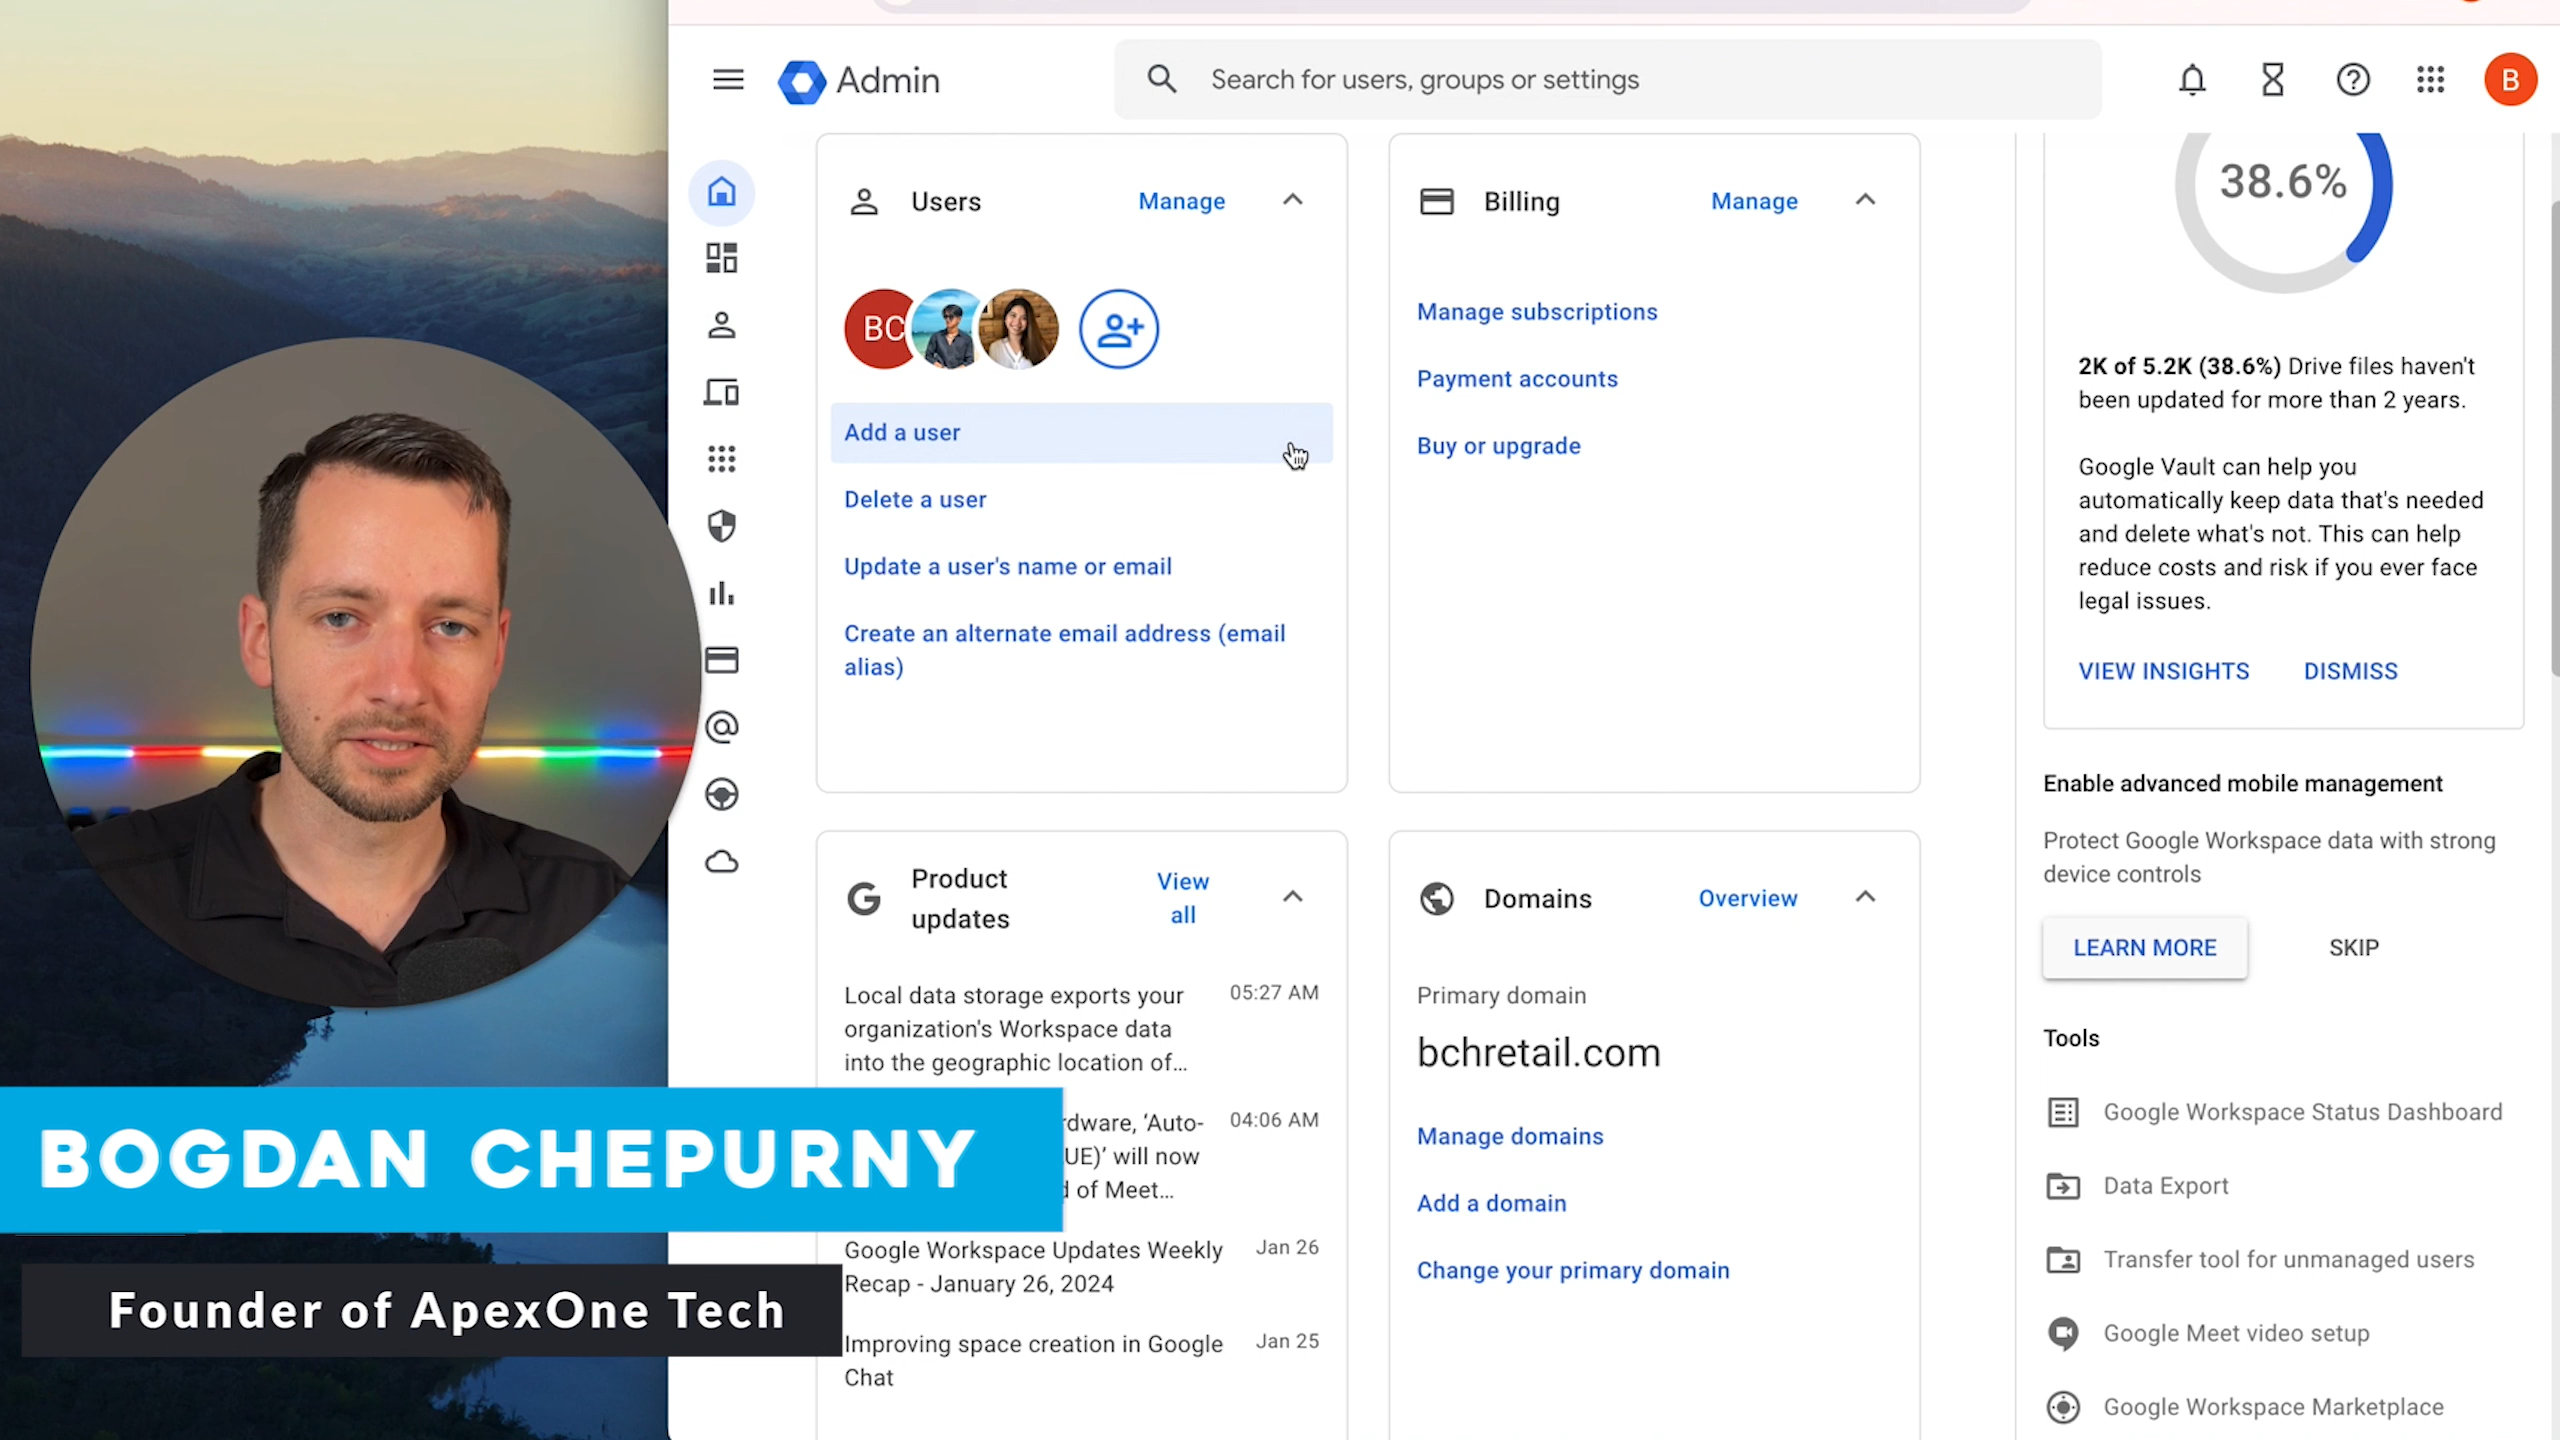 Admin
Search for users, groups or settings
B
Users
Manage
BC
Add a user
Delete a user
Update a user's name or email
Create an alternate email address (email
alias)
Billing
Manage
Manage subscriptions
Payment accounts
Buy or upgrade
38.6%
2K of 5.2K (38.6%) Drive files haven't
been updated for more than 2 years.
Google Vault can help you
automatically keep data that's needed
and delete what's not. This can help
reduce costs and risk if you ever face
legal issues.
VIEW INSIGHTS DISMISS
Product
updates
View
all
Local data storage exports your
organization's Workspace data
into the geographic location of...
05:27 AM
rdware, ‘Auto-
UE)’ will now
d of Meet...
04:06 AM
Google Workspace Updates Weekly
Recap - January 26, 2024
Jan 26
Improving space creation in Google
Chat
Jan 25
Domains
Overview
Primary domain
bchretail.com
Manage domains
Add a domain
Change your primary domain
Enable advanced mobile management
Protect Google Workspace data with strong
device controls
LEARN MORE SKIP
Tools
Google Workspace Status Dashboard
Data Export
Transfer tool for unmanaged users
Google Meet video setup
Google Workspace Marketplace
BOGDAN CHEPURNY
Founder of ApexOne Tech